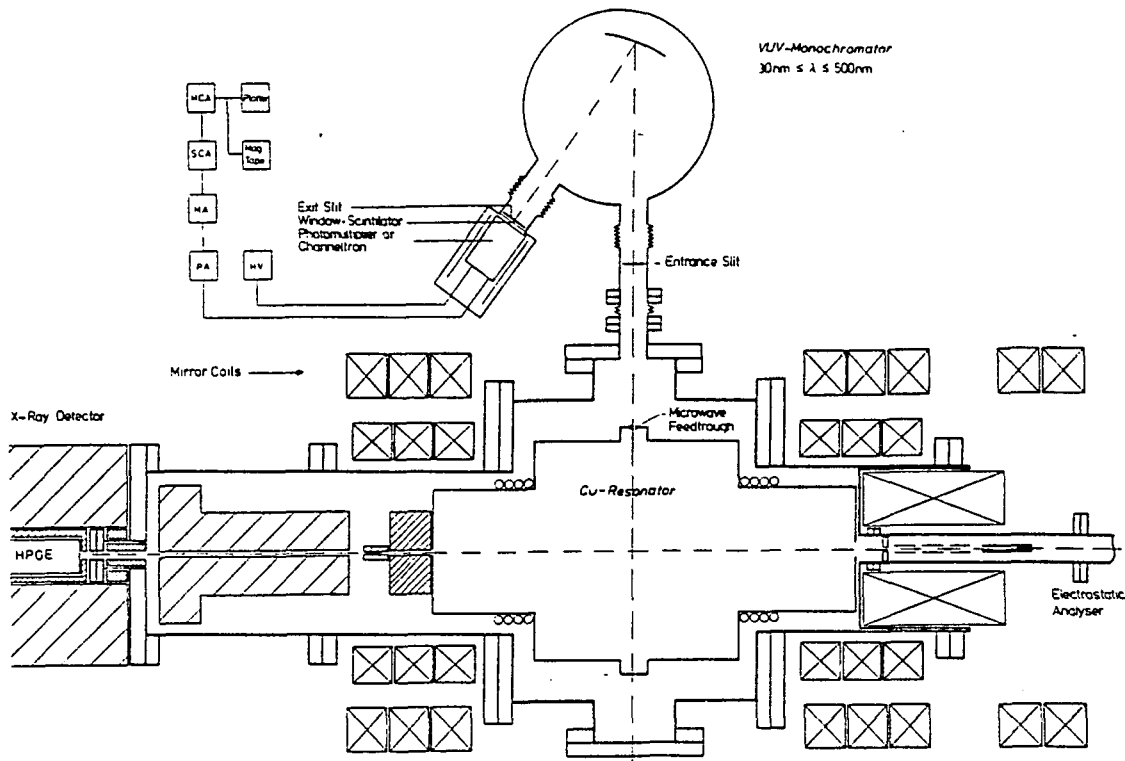 VUV-Monochromator
30nm ≤ λ ≤ 500nm
MCA
Plotter
SCA
Mag
Tape
MA
PA
HV
Exit Slit
Window-Scintilator
Photomultiplier or
Channeltron
Entrance Slit
Mirror Coils
X-Ray Detector
Microwave
Feedtrough
Cu-Resonator
HPGE
Electrostatic
Analyser